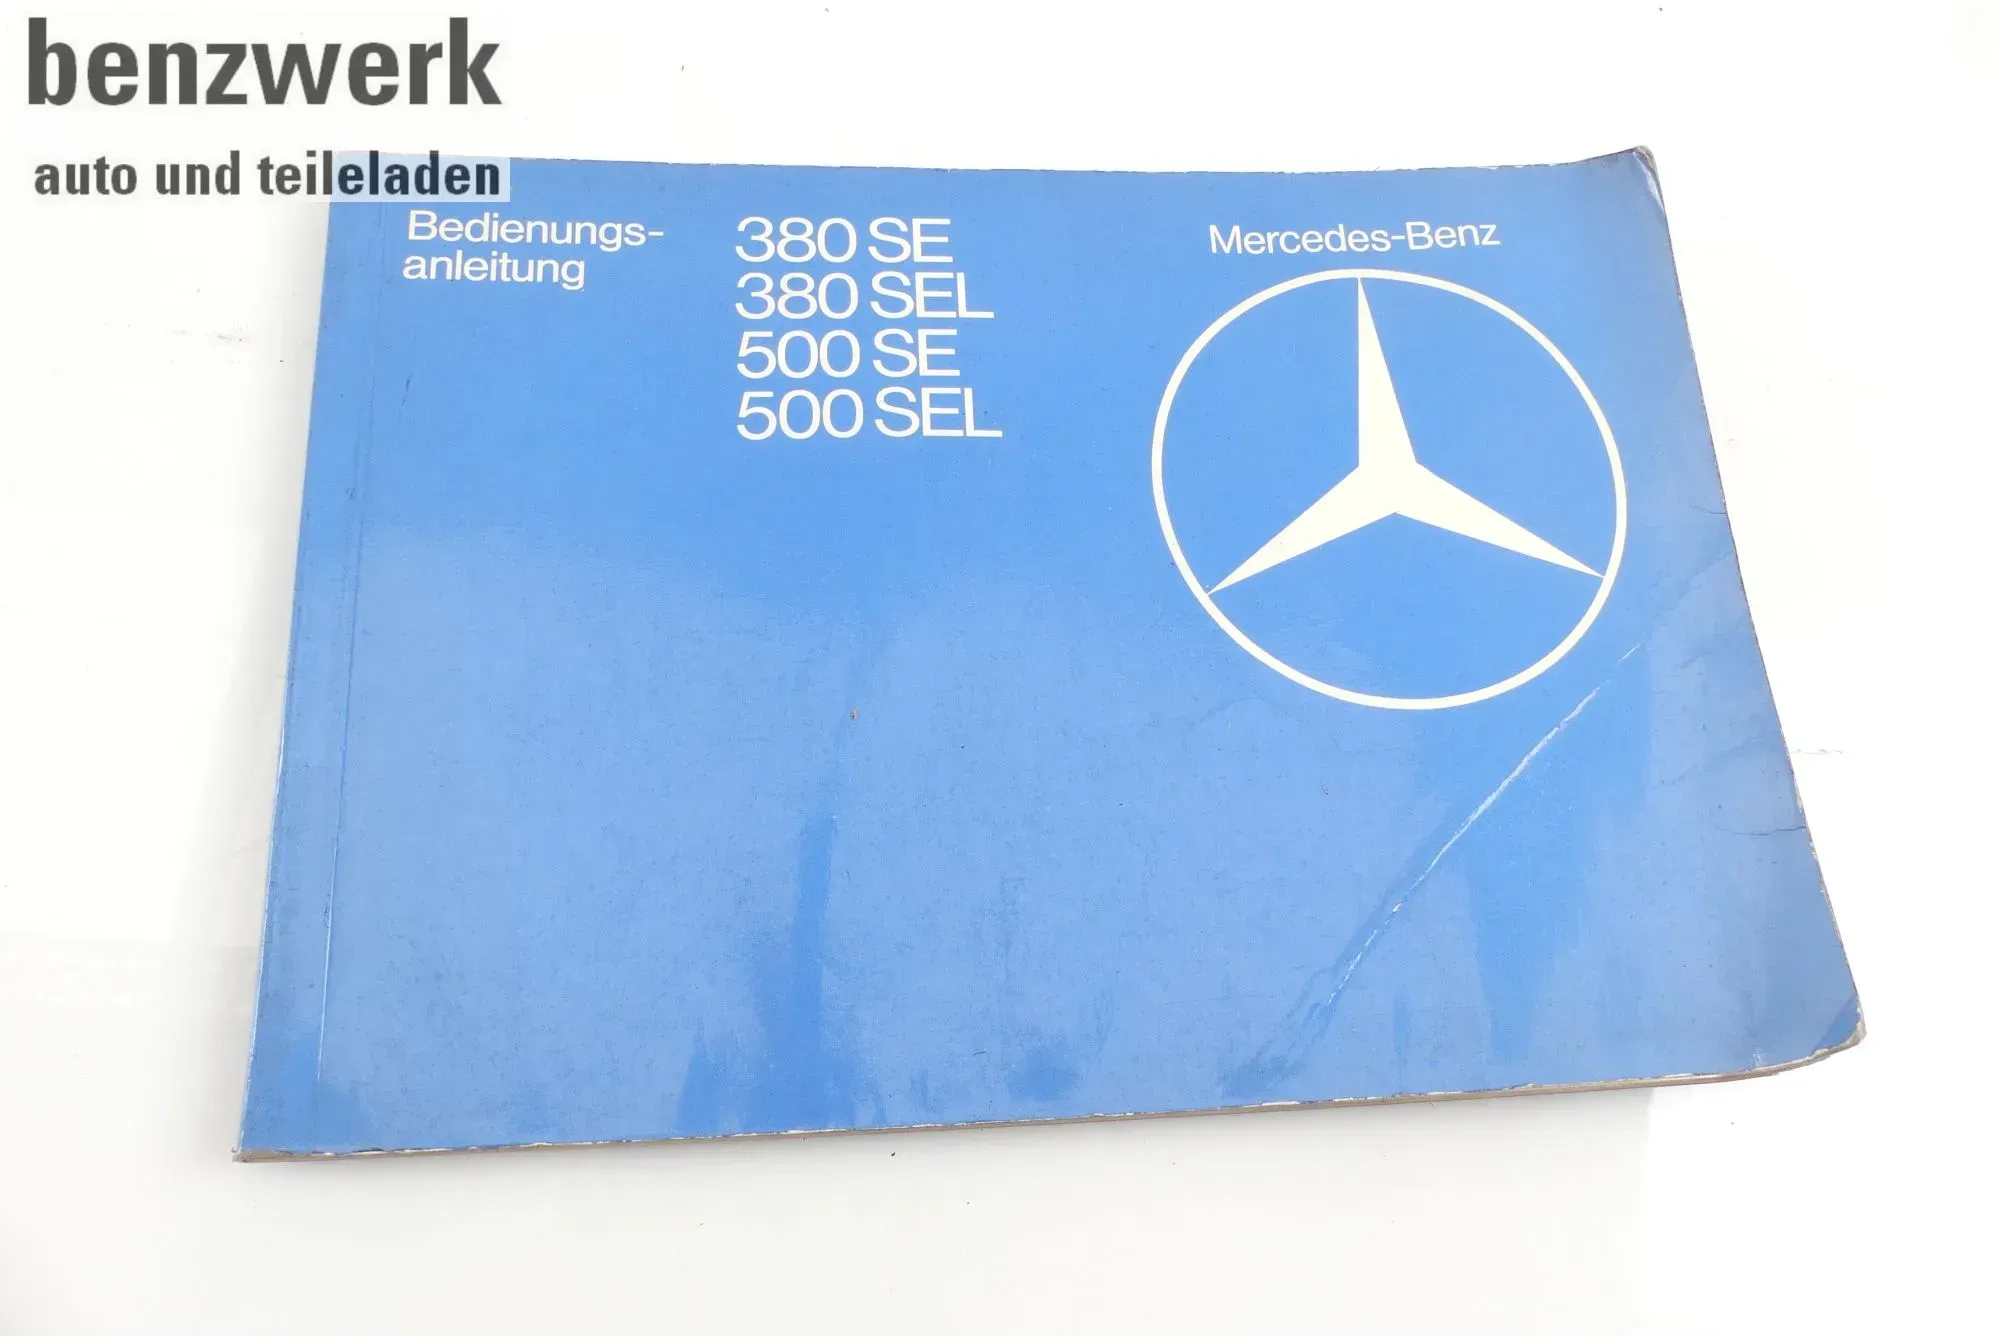 benzwerk
auto und teileladen
Bedienungs-
anleitung
380 SE
380 SEL
500 SE
500 SEL
Mercedes-Benz